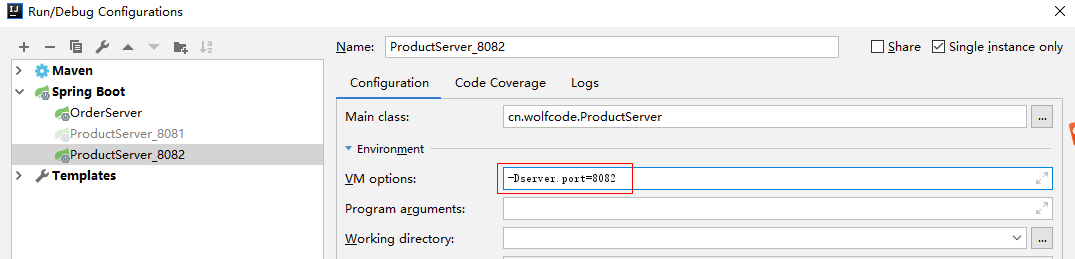 Run/Debug Configurations
Name: ProductServer_8082
Share
Single instance only
Maven
Spring Boot
OrderServer
ProductServer_8081
ProductServer_8082
Templates
Configuration
Code Coverage
Logs
Main class: cn.wolfcode.ProductServer ...
Environment
VM options: -Dserver.port=8082
Program arguments:
Working directory: ...